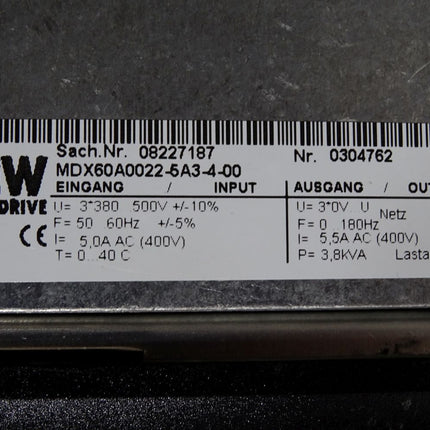 Sach.Nr. 08227187 Nr. 0304762
W MDX60A0022-5A3-4-00
DRIVE EINGANG / INPUT AUSGANG / OUT
U= 3*380 500V +/-10% U= 3*0V U Netz
F= 50 60Hz +/-5% F= 0 180Hz
CE I= 5,0A AC (400V) I= 5,5A AC (400V)
T= 0...40 C P= 3,8kVA Lasta